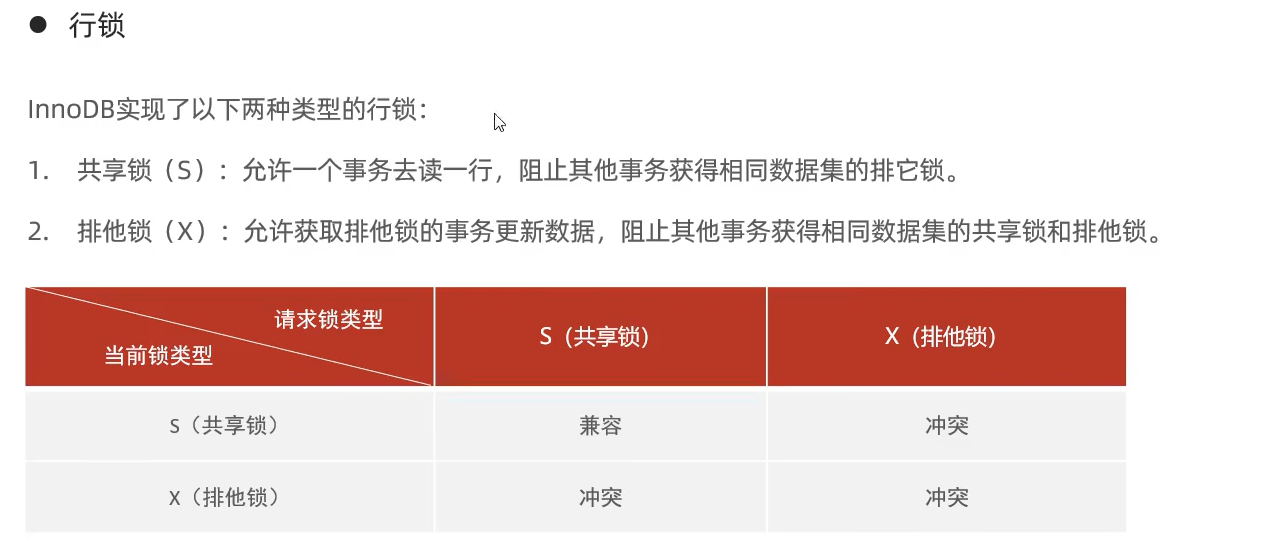 ● 行锁
InnoDB实现了以下两种类型的行锁：
1. 共享锁（S）：允许一个事务去读一行，阻止其他事务获得相同数据集的排它锁。
2. 排他锁（X）：允许获取排他锁的事务更新数据，阻止其他事务获得相同数据集的共享锁和排他锁。
请求锁类型
当前锁类型
S（共享锁） X（排他锁）
S（共享锁） 兼容 冲突
X（排他锁） 冲突 冲突